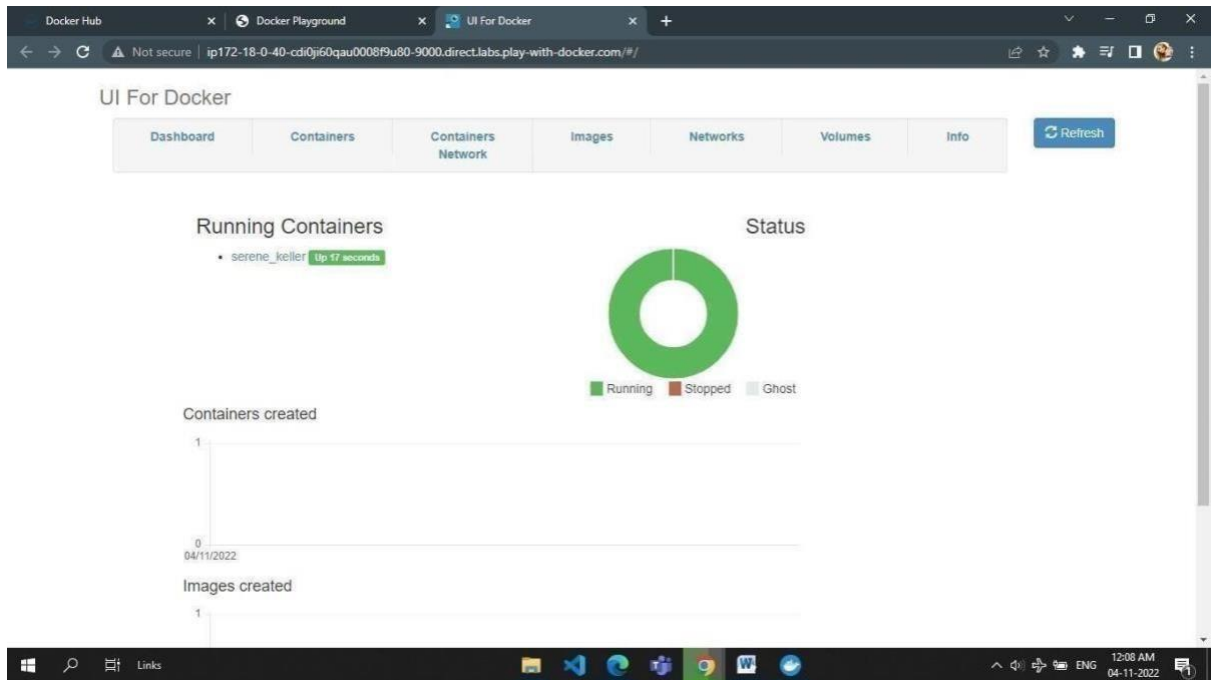 Docker Hub
Docker Playground
UI For Docker
Not secure | ip172-18-0-40-cdi0ji60qau0008f9u80-9000.direct.labs.play-with-docker.com/#/
UI For Docker
Dashboard
Containers
Containers
Network
Images
Networks
Volumes
Info
Refresh
Running Containers
serene_keller Up 17 seconds
Status
Running
Stopped
Ghost
Containers created
1
0
04/11/2022
Images created
1
Links
ENG
12:08 AM
04-11-2022